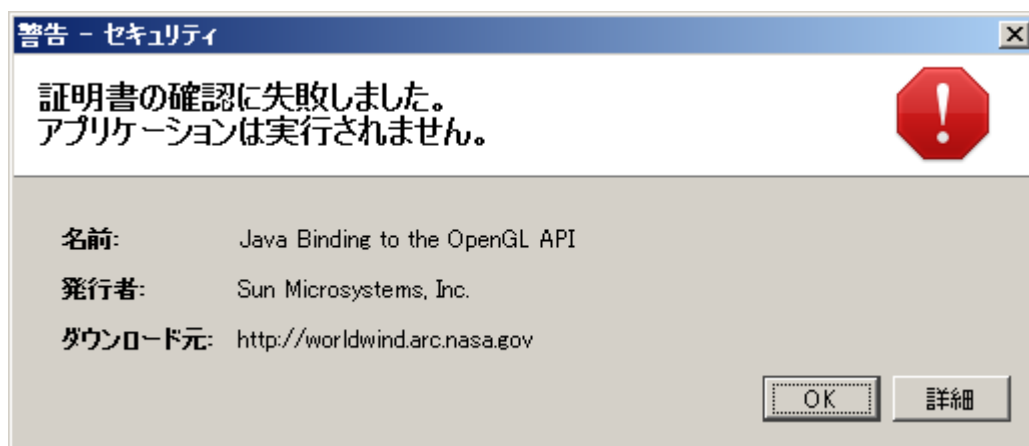 警告 - セキュリティ
証明書の確認に失敗しました。
アプリケーションは実行されません。
名前: Java Binding to the OpenGL API
発行者: Sun Microsystems, Inc.
ダウンロード元: http://worldwind.arc.nasa.gov
OK 詳細